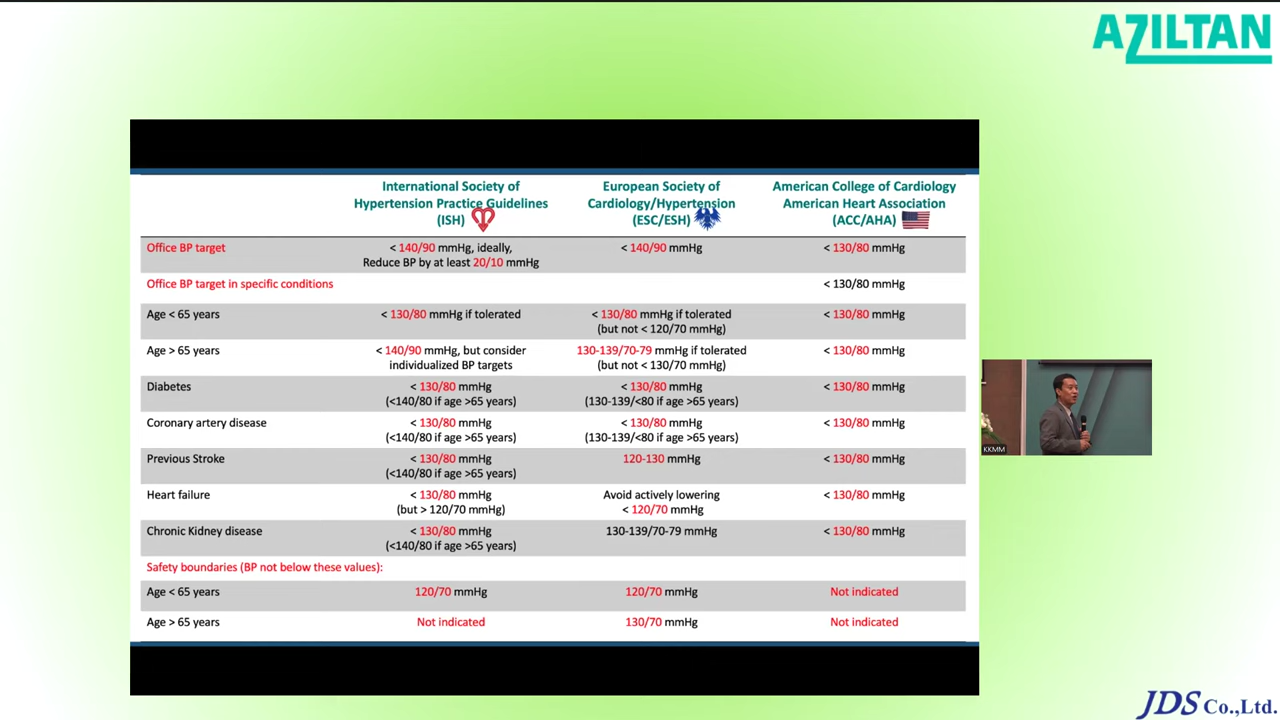 AZILTAN
International Society of
Hypertension Practice Guidelines
(ISH)
European Society of
Cardiology/Hypertension
(ESC/ESH)
American College of Cardiology
American Heart Association
(ACC/AHA)
Office BP target
< 140/90 mmHg, ideally,
Reduce BP by at least 20/10 mmHg
< 140/90 mmHg
< 130/80 mmHg
Office BP target in specific conditions
< 130/80 mmHg
Age < 65 years
< 130/80 mmHg if tolerated
< 130/80 mmHg if tolerated
(but not < 120/70 mmHg)
< 130/80 mmHg
Age > 65 years
< 140/90 mmHg, but consider
individualized BP targets
130-139/70-79 mmHg if tolerated
(but not < 130/70 mmHg)
< 130/80 mmHg
Diabetes
< 130/80 mmHg
(<140/80 if age >65 years)
< 130/80 mmHg
(130-139/<80 if age >65 years)
< 130/80 mmHg
Coronary artery disease
< 130/80 mmHg
(<140/80 if age >65 years)
< 130/80 mmHg
(130-139/<80 if age >65 years)
< 130/80 mmHg
Previous Stroke
< 130/80 mmHg
(<140/80 if age >65 years)
120-130 mmHg
< 130/80 mmHg
Heart failure
< 130/80 mmHg
(but > 120/70 mmHg)
Avoid actively lowering
< 120/70 mmHg
< 130/80 mmHg
Chronic Kidney disease
< 130/80 mmHg
(<140/80 if age >65 years)
130-139/70-79 mmHg
< 130/80 mmHg
Safety boundaries (BP not below these values):
Age < 65 years
120/70 mmHg
120/70 mmHg
Not indicated
Age > 65 years
Not indicated
130/70 mmHg
Not indicated
KKMM
JDS Co.,Ltd.